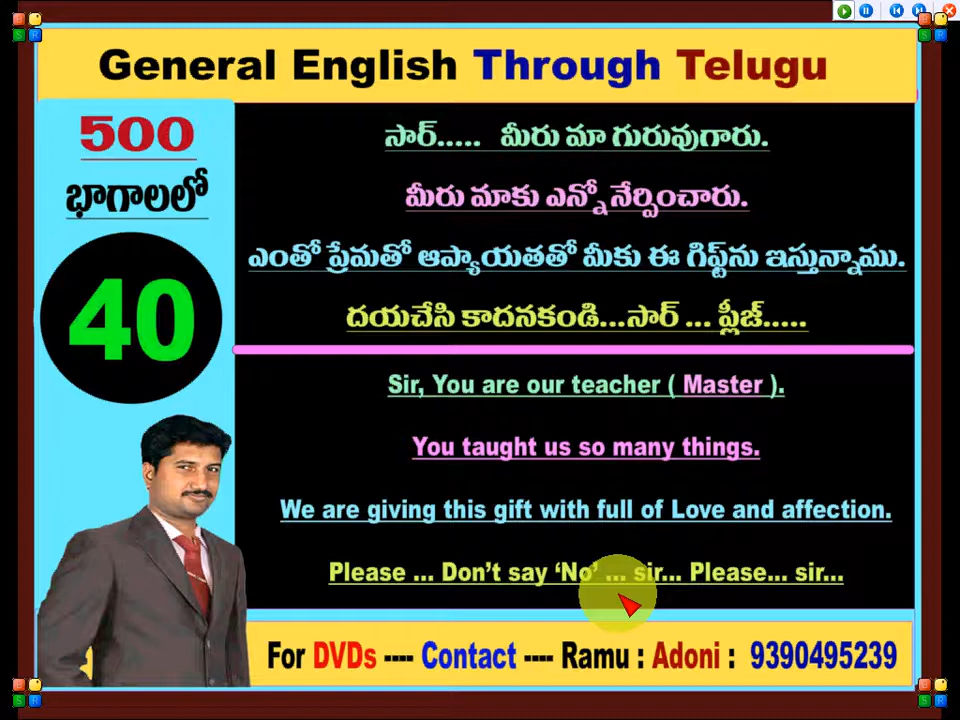 General English Through Telugu
500
భాగాలలో
40
సార్..... మీరు మా గురువుగారు.
మీరు మాకు ఎన్నో నేర్పించారు.
ఎంతో ప్రేమతో ఆప్యాయతతో మీకు ఈ గిఫ్ట్‌ను ఇస్తున్నాము.
దయచేసి కాదనకండి...సార్ ... ప్లీజ్.....
Sir, You are our teacher ( Master ).
You taught us so many things.
We are giving this gift with full of Love and affection.
Please ... Don't say ‘No’ ... sir... Please... sir...
For DVDs ---- Contact ---- Ramu : Adoni : 9390495239
B
S R
B
S R
B
S R
B
S R